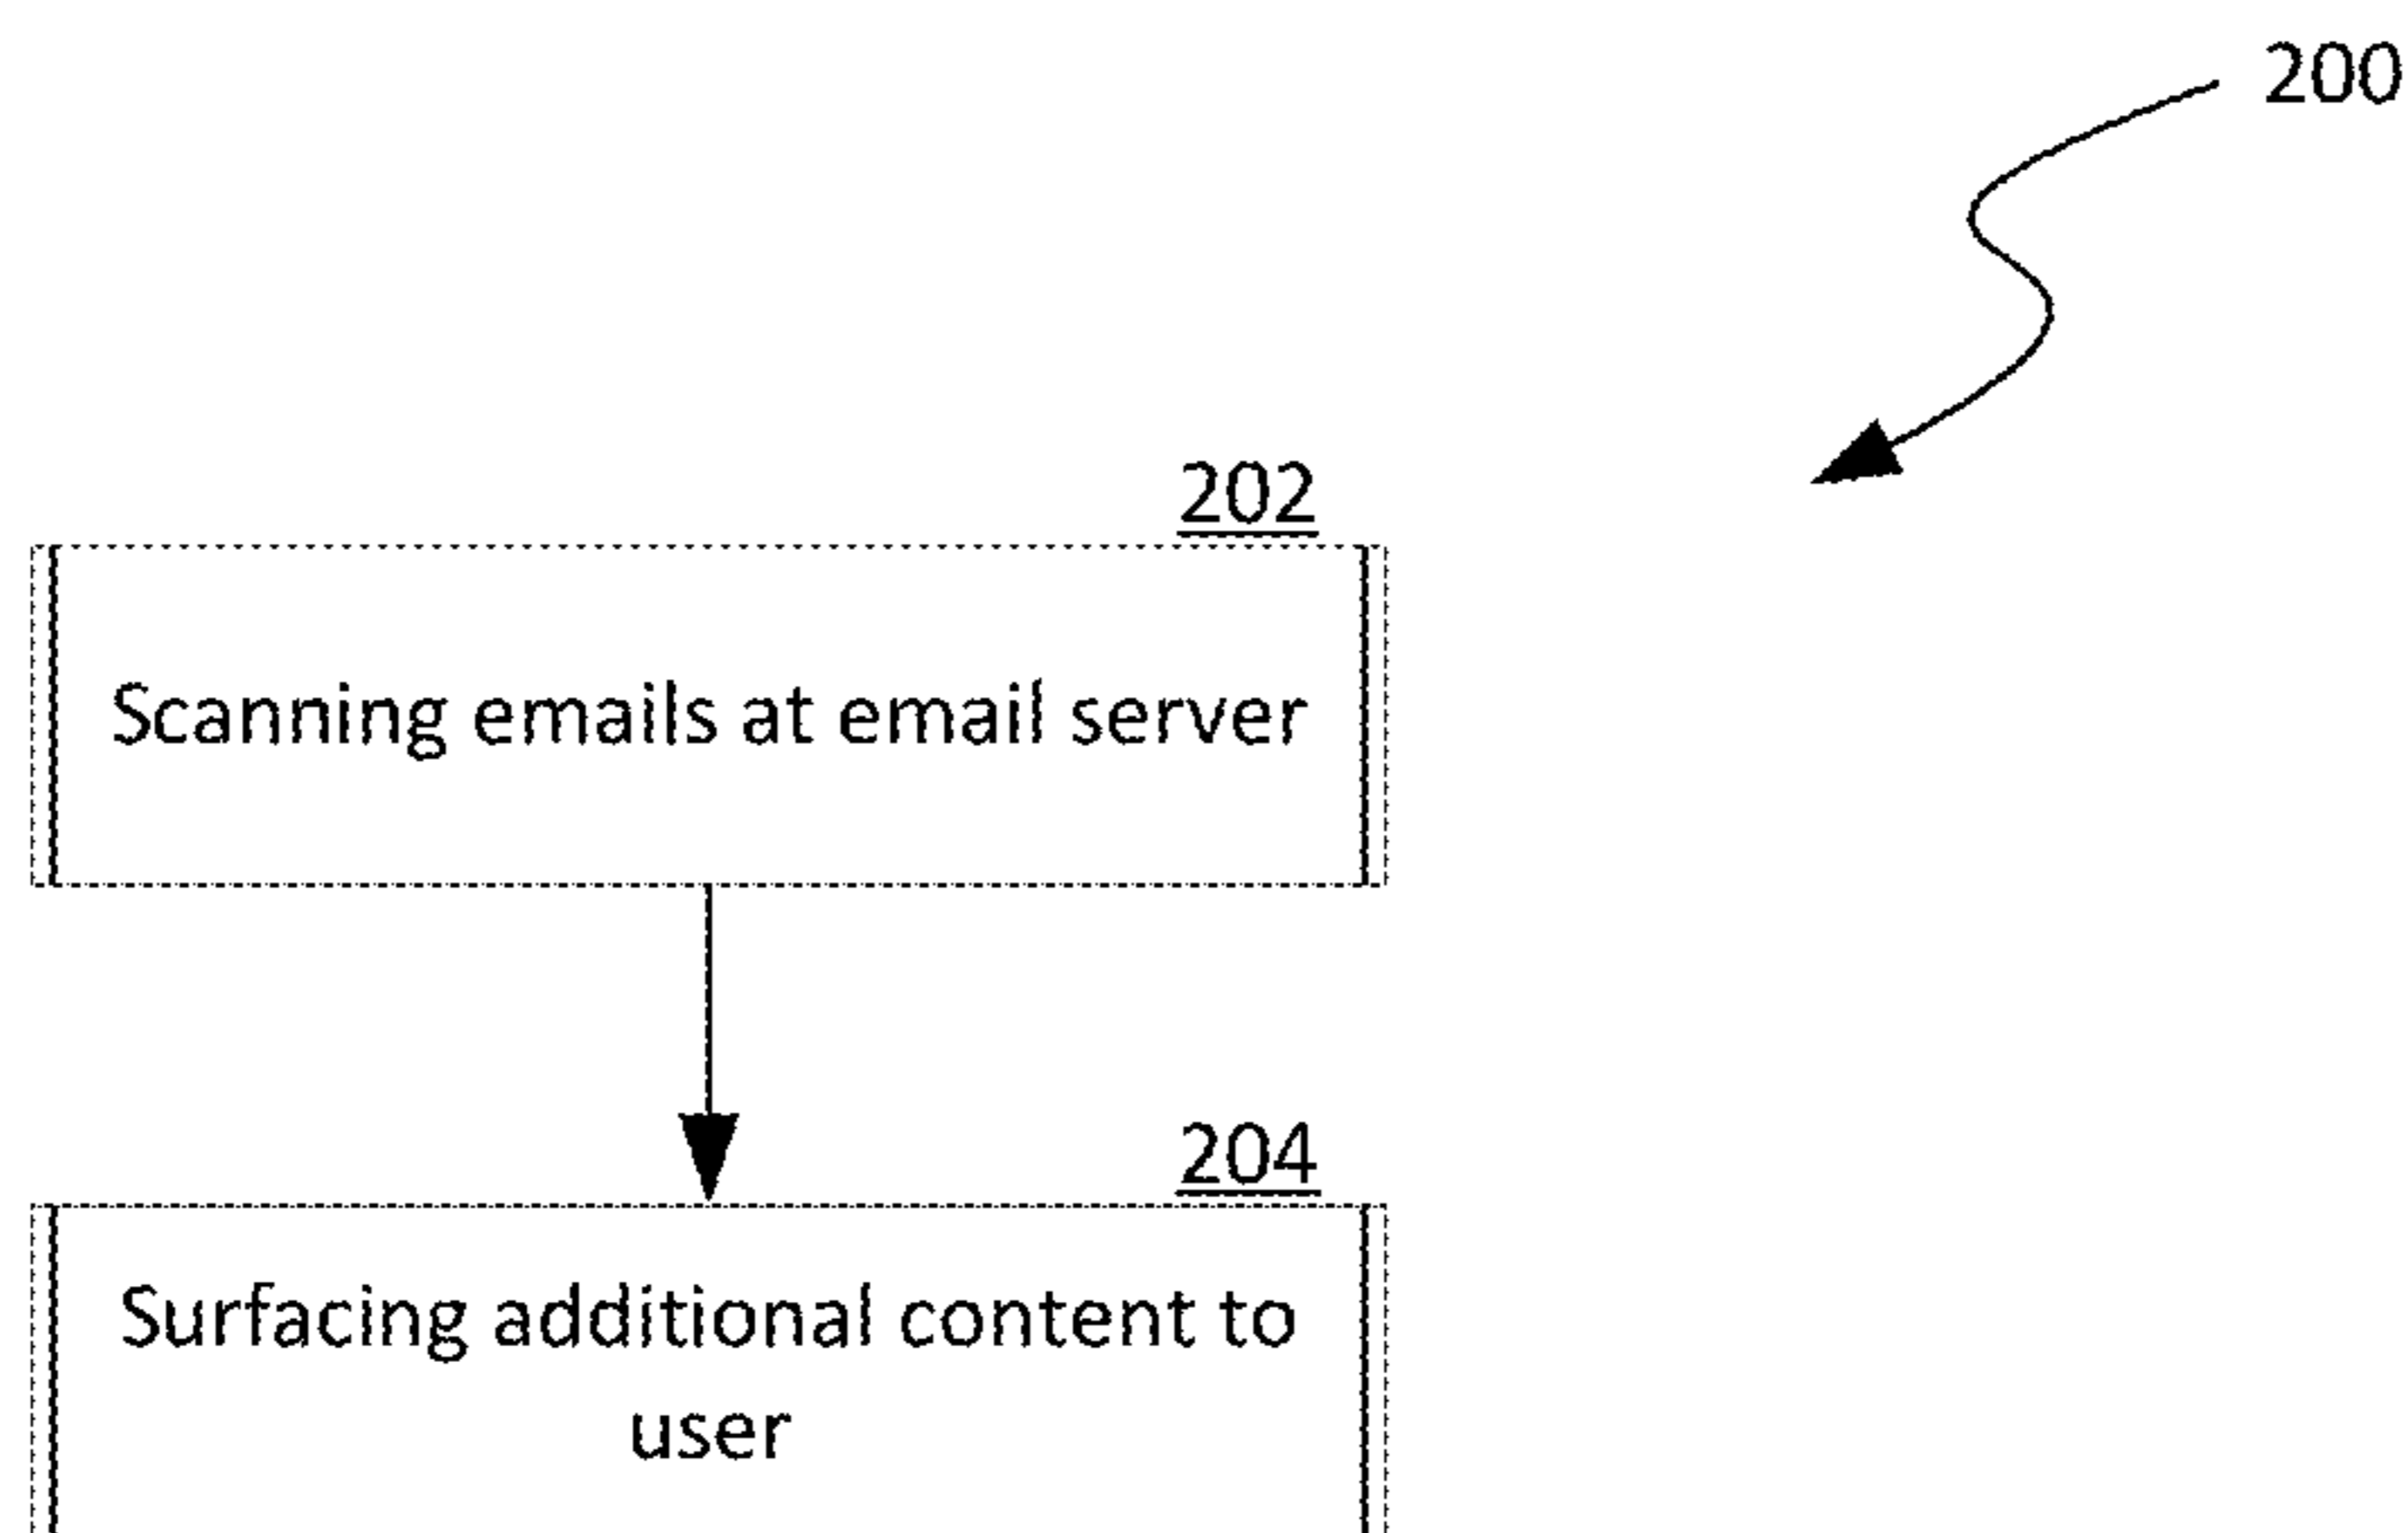 200
202
Scanning emails at email server
204
Surfacing additional content to
user